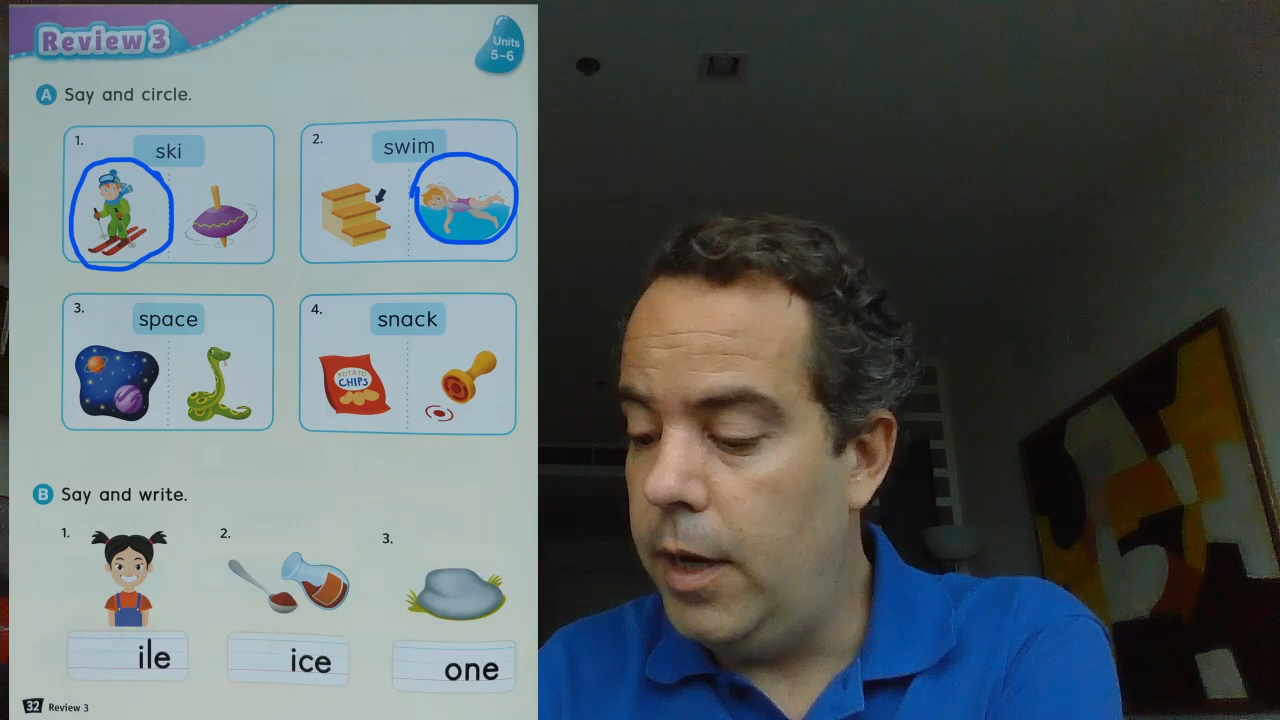 Review 3
Units
5-6
A Say and circle.
1. ski
2. swim
3. space
4. snack
POTATO
CHIPS
B Say and write.
1.
2.
3.
ile
ice
one
32 Review 3